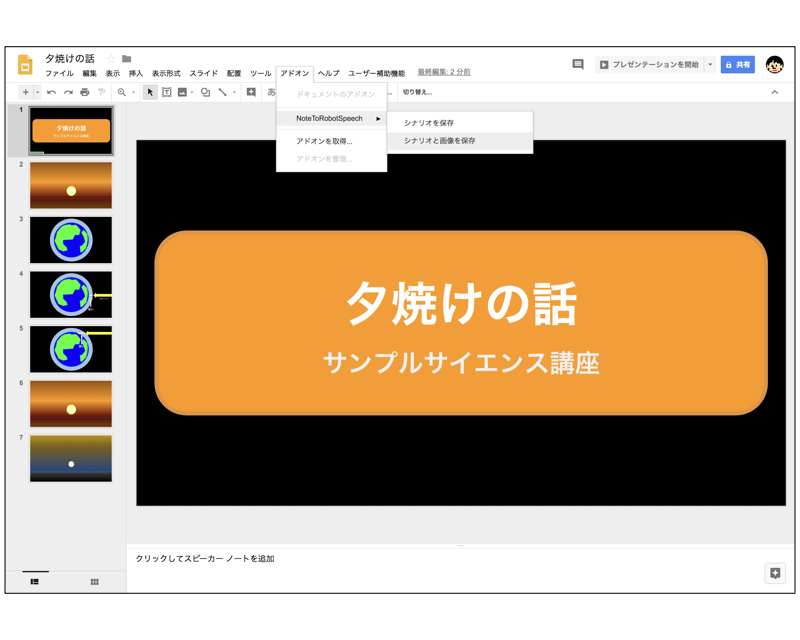 夕焼けの話
ファイル 編集 表示 挿入 表示形式 スライド 配置 ツール アドオン ヘルプ ユーザー補助機能 最終編集: 2 分前
プレゼンテーションを開始
共有
あ
切り替え...
ドキュメントのアドオン
NoteToRobotSpeech
アドオンを取得...
アドオンを管理...
シナリオを保存
シナリオと画像を保存
1
夕焼けの話
サンプルサイエンス講座
2
3
4
5
6
7
夕焼けの話
サンプルサイエンス講座
クリックしてスピーカー ノートを追加